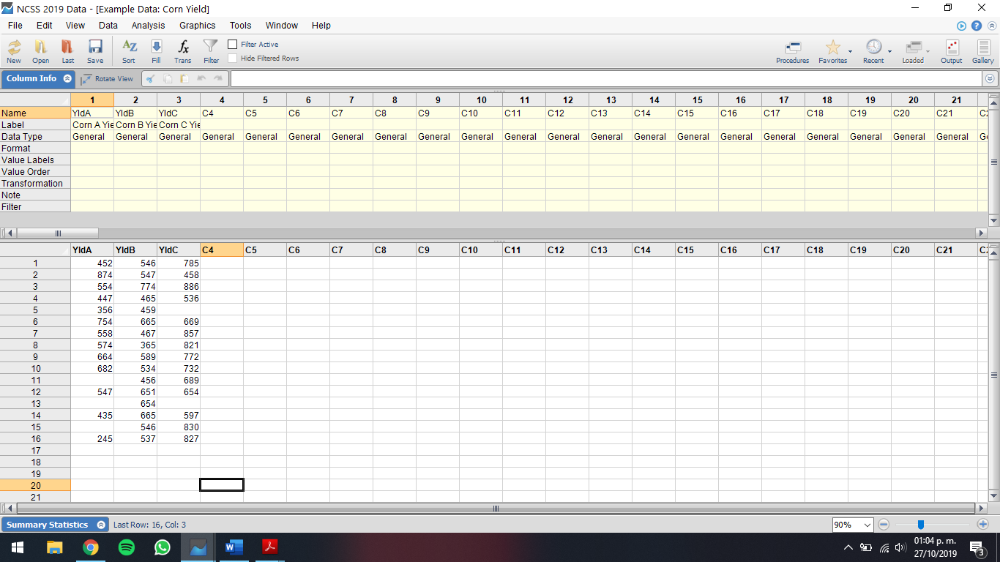 NCSS 2019 Data - [Example Data: Corn Yield]
File Edit View Data Analysis Graphics Tools Window Help
New Open Last Save Sort Fill Trans Filter Filter Active Hide Filtered Rows Procedures Favorites Recent Loaded Output Gallery
Column Info Rotate View
1 2 3 4 5 6 7 8 9 10 11 12 13 14 15 16 17 18 19 20 21
Name YldA YldB YldC C4 C5 C6 C7 C8 C9 C10 C11 C12 C13 C14 C15 C16 C17 C18 C19 C20 C21
Label Corn A Yie Corn B Yie Corn C Yie
Data Type General General General General General General General General General General General General General General General General General General General General General Ge
Format
Value Labels
Value Order
Transformation
Note
Filter
YldA YldB YldC C4 C5 C6 C7 C8 C9 C10 C11 C12 C13 C14 C15 C16 C17 C18 C19 C20 C21
1 452 546 785
2 874 547 458
3 554 774 886
4 447 465 536
5 356 459
6 754 665 669
7 558 467 857
8 574 365 821
9 664 589 772
10 682 534 732
11 456 689
12 547 651 654
13 654
14 435 665 597
15 546 830
16 245 537 827
17
18
19
20
21
Summary Statistics Last Row: 16, Col: 3 90%
01:04 p. m.
27/10/2019
3